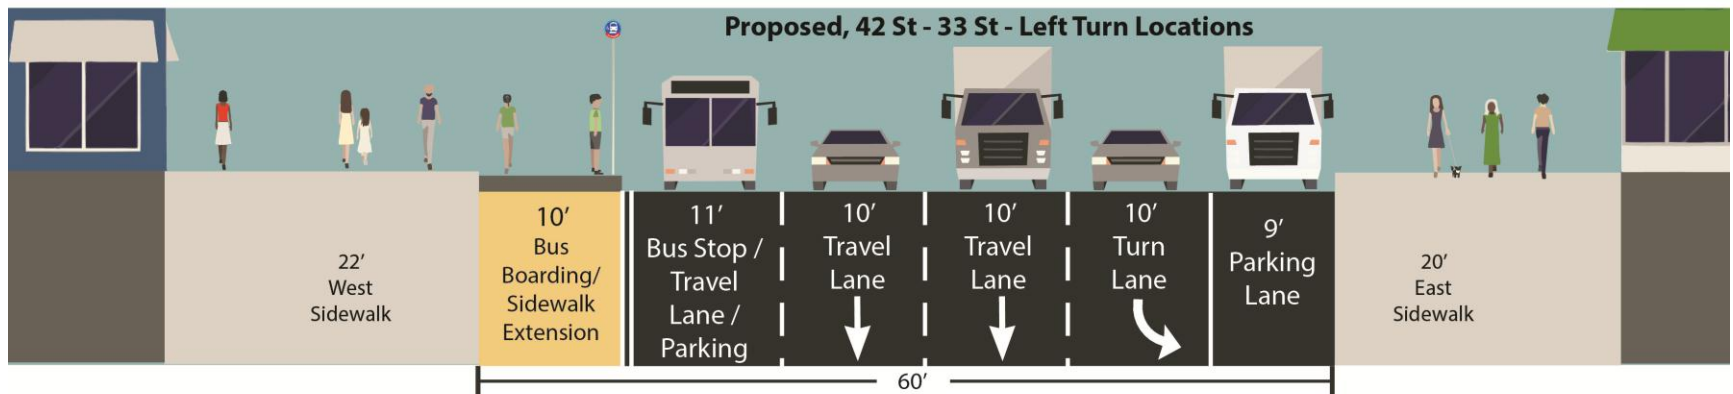 Proposed, 42 St - 33 St - Left Turn Locations
22’
West
Sidewalk
10’
Bus
Boarding/
Sidewalk
Extension
11’
Bus Stop /
Travel
Lane /
Parking
10’
Travel
Lane
10’
Travel
Lane
10’
Turn
Lane
9’
Parking
Lane
20’
East
Sidewalk
60’